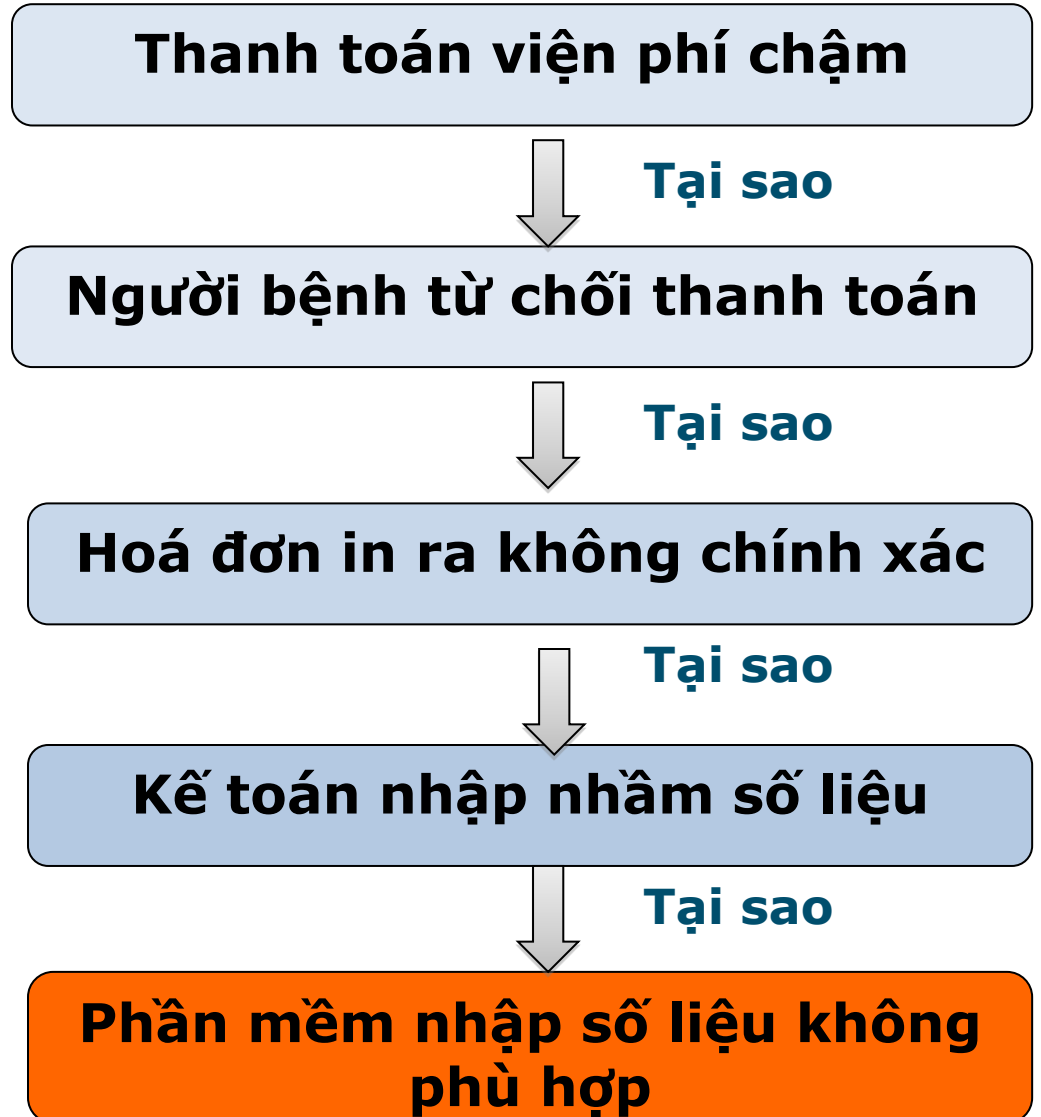 Thanh toán viện phí chậm
Tại sao
Người bệnh từ chối thanh toán
Tại sao
Hoá đơn in ra không chính xác
Tại sao
Kế toán nhập nhầm số liệu
Tại sao
Phần mềm nhập số liệu không
phù hợp